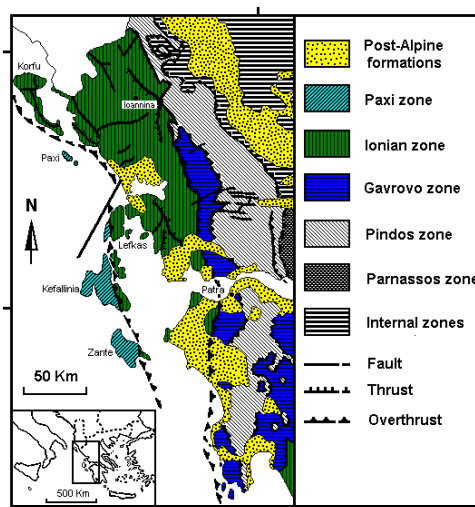 Korfu
Ioannina
Paxi
N
Lefkas
Kefallinia
Patra
Zante
50 Km
500 Km
Post-Alpine
formations
Paxi zone
Ionian zone
Gavrovo zone
Pindos zone
Parnassos zone
Internal zones
Fault
Thrust
Overthrust